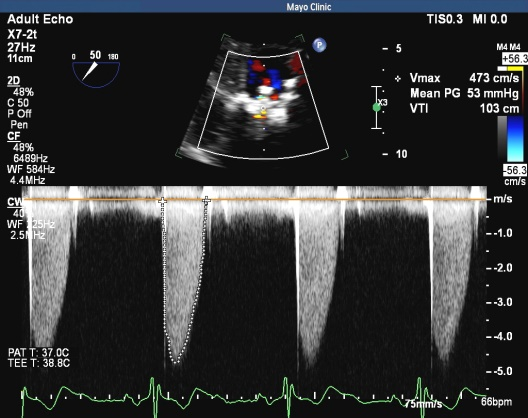 Mayo Clinic
Adult Echo
TIS0.3 MI 0.0
X7-2t
27Hz
11cm
0 50 180
P
5
M4 M4
+56.3
2D
48%
C 50
P Off
Pen
CF
48%
6489Hz
WF 584Hz
4.4MHz
Vmax 473 cm/s
Mean PG 53 mmHg
VTI 103 cm
X3
10
-56.3
cm/s
CW
40
WF 225Hz
2.5MHz
m/s
-1.0
-2.0
-3.0
-4.0
-5.0
PAT T: 37.0C
TEE T: 38.8C
75mm/s
66bpm